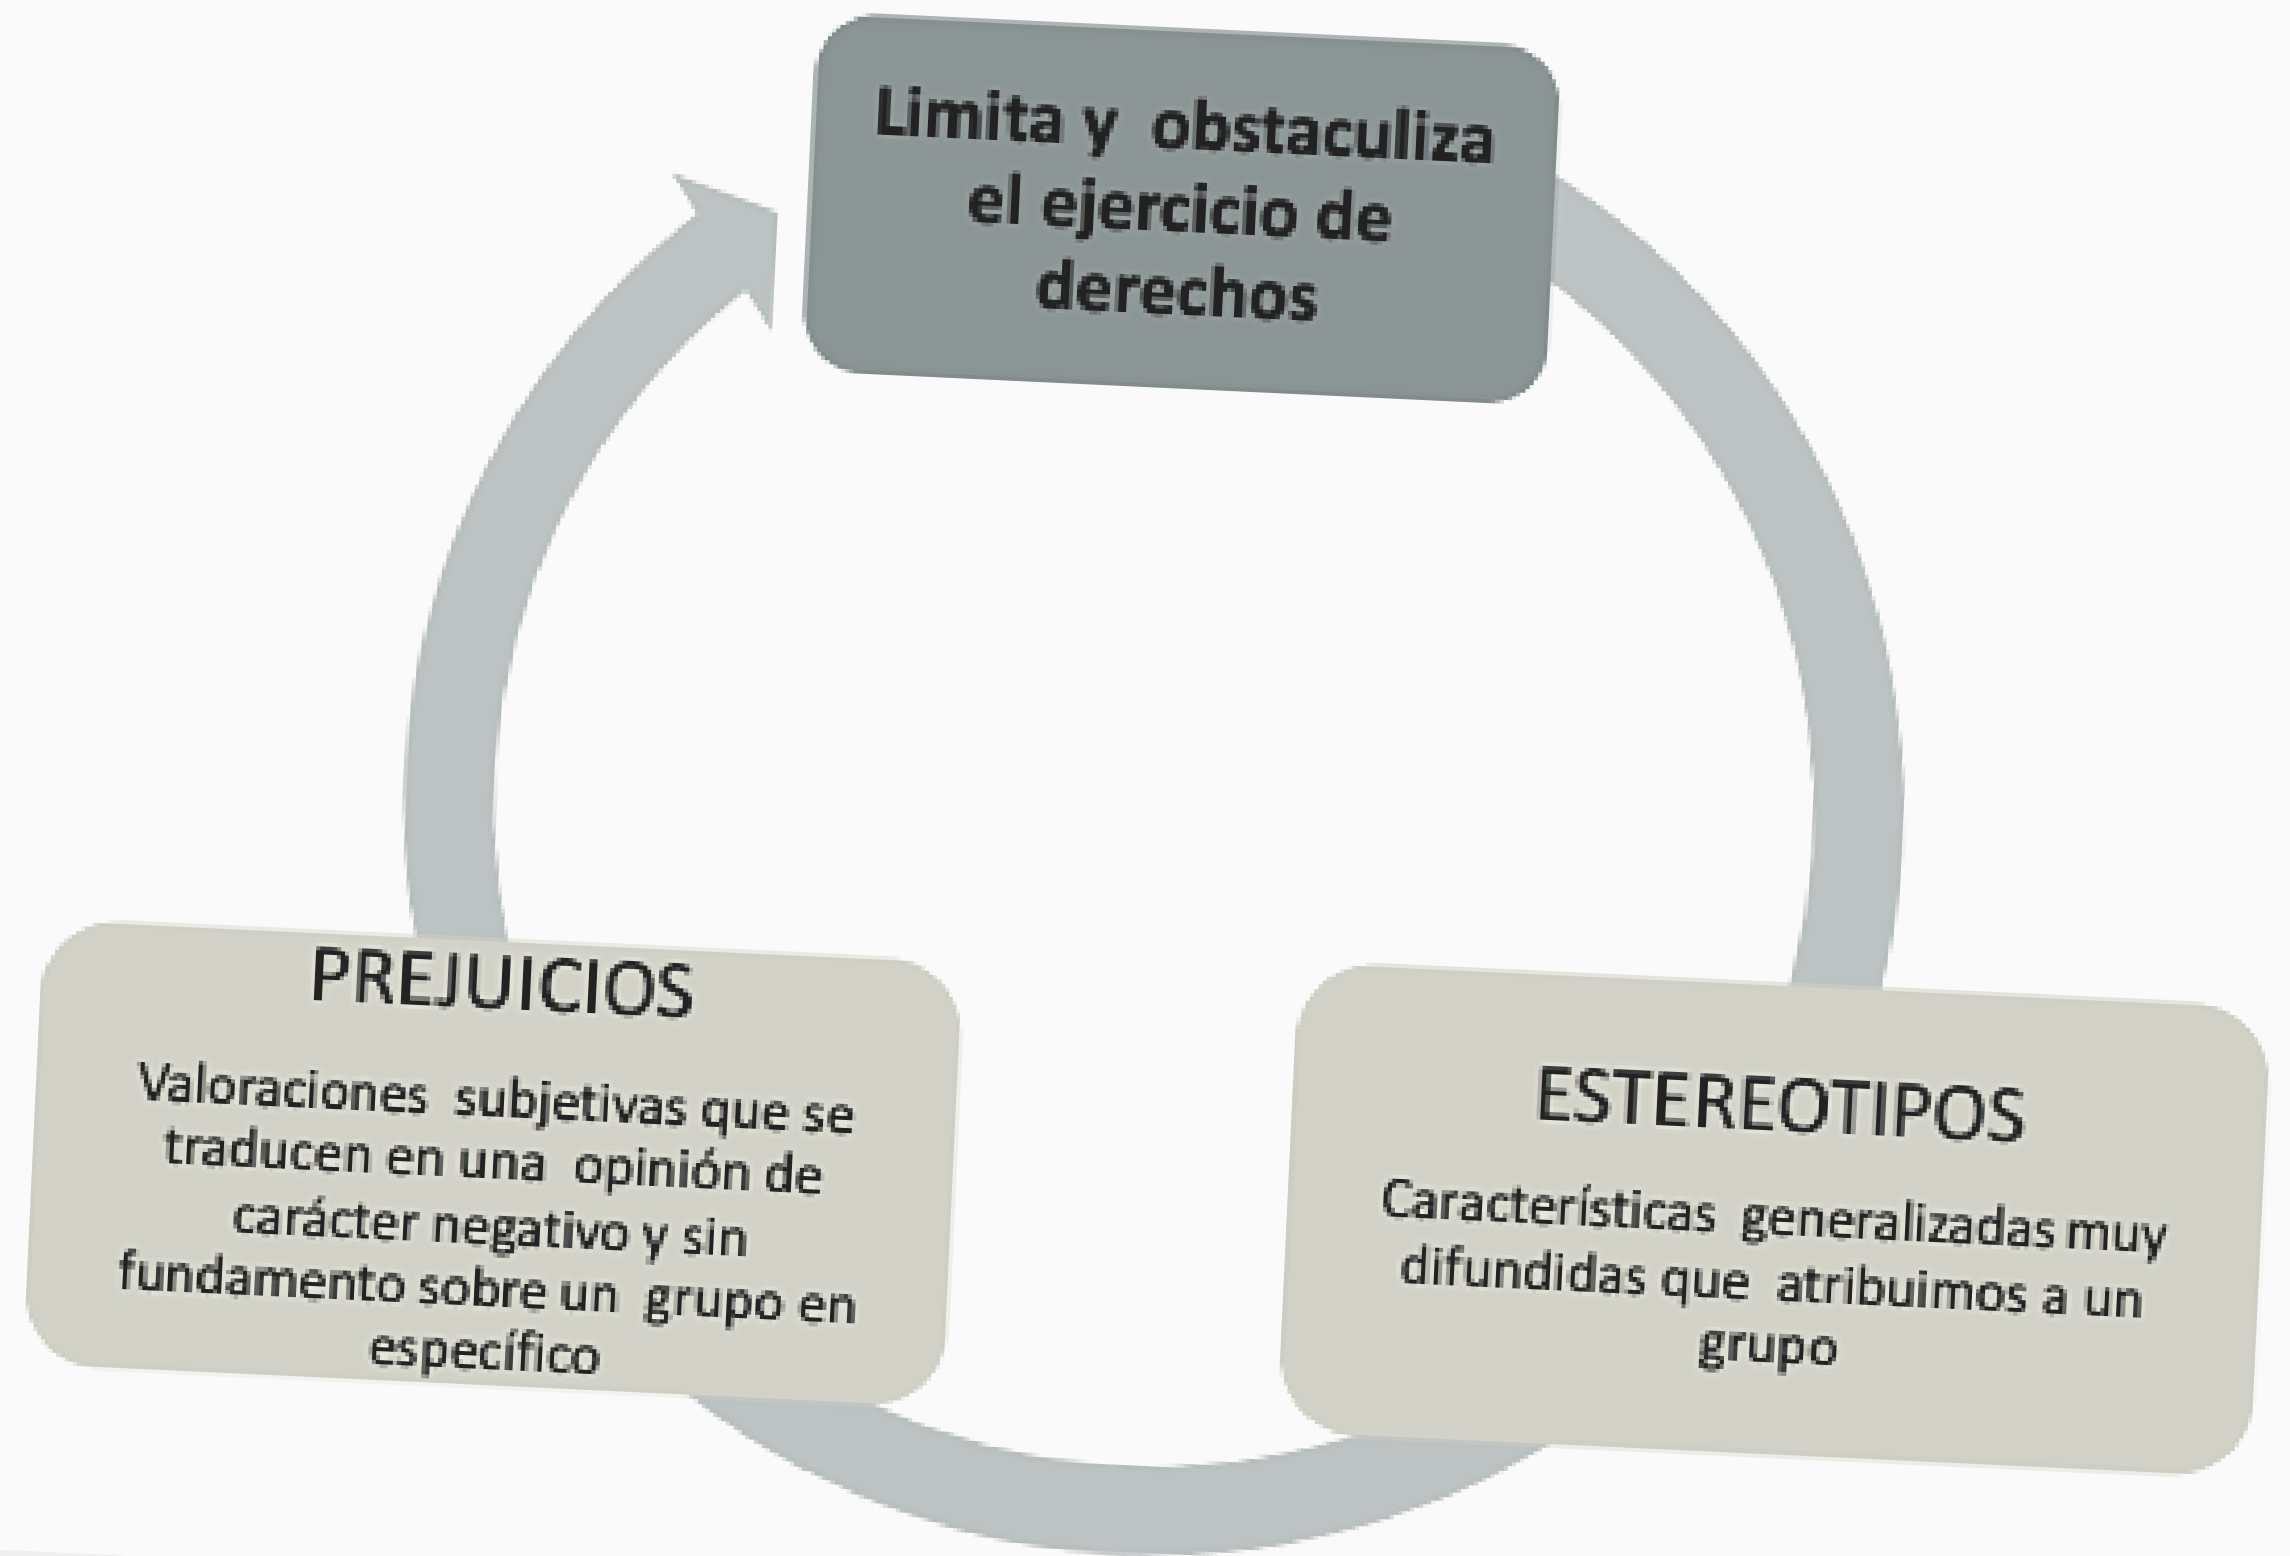 Limita y obstaculiza
el ejercicio de
derechos
PREJUICIOS
Valoraciones subjetivas que se
traducen en una opinión de
carácter negativo y sin
fundamento sobre un grupo en
específico
ESTEREOTIPOS
Características generalizadas muy
difundidas que atribuimos a un
grupo